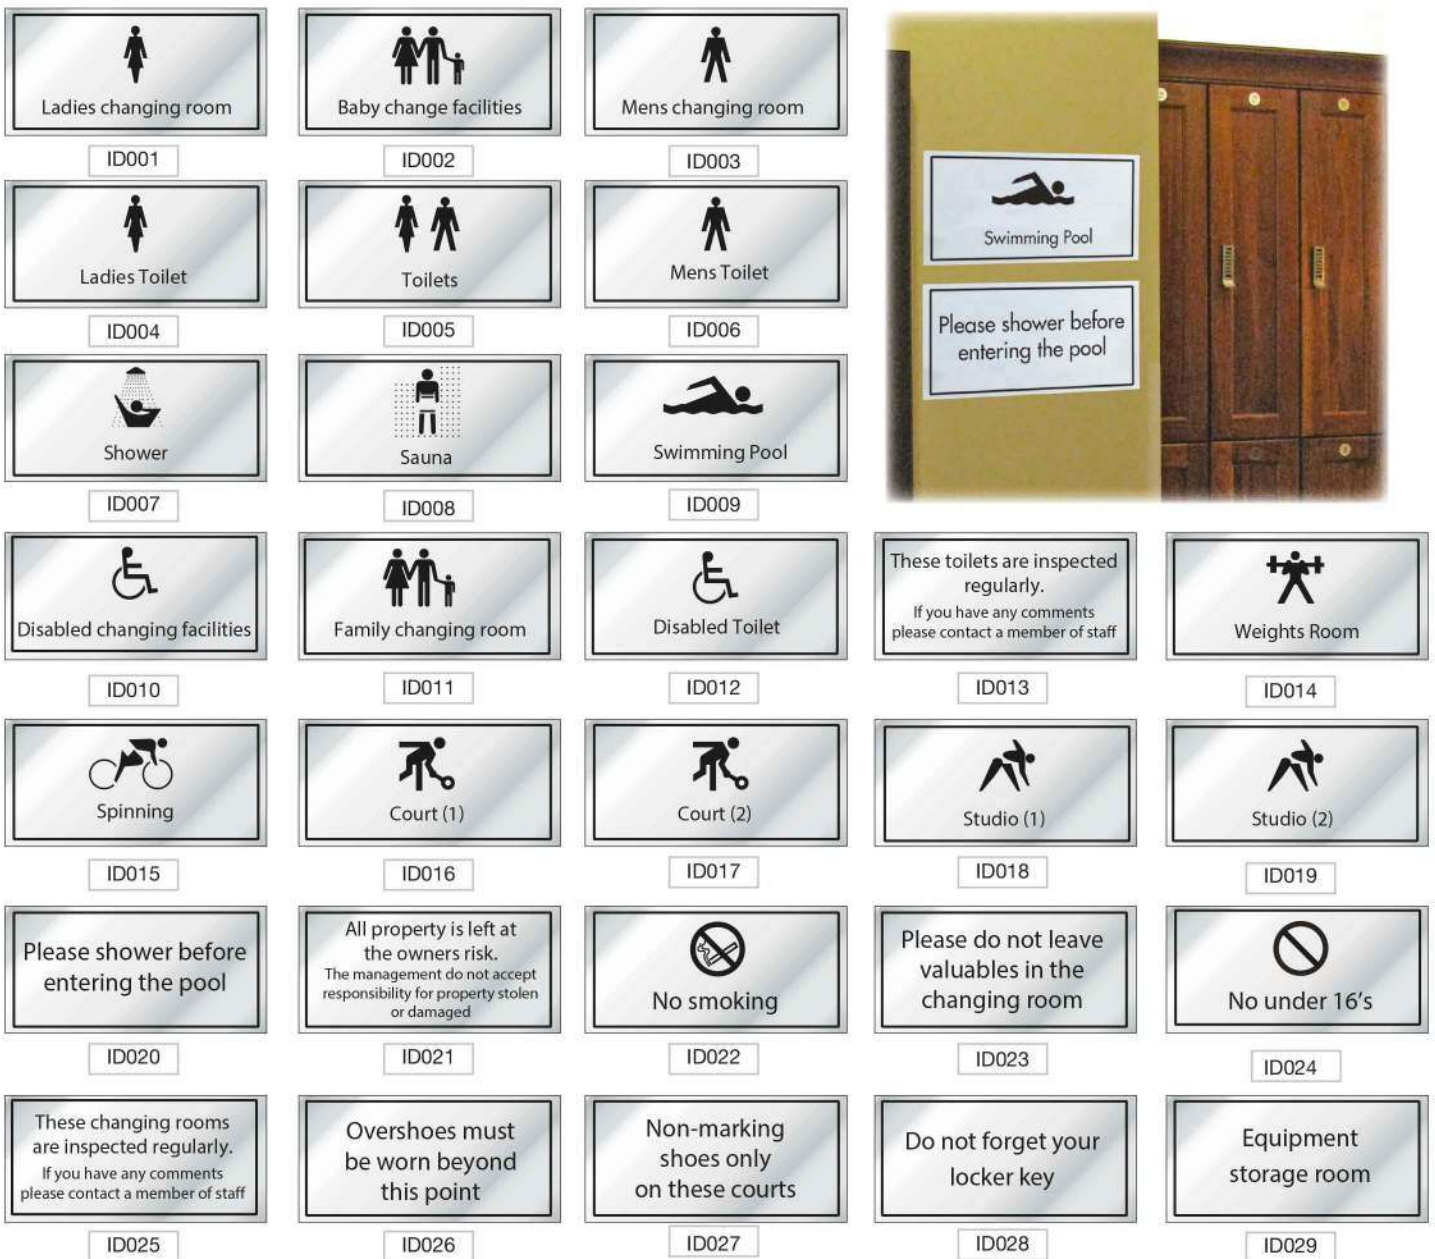 Ladies changing room
Baby change facilities
Mens changing room
ID001
ID002
ID003
Ladies Toilet
Toilets
Mens Toilet
ID004
ID005
ID006
Shower
Sauna
Swimming Pool
ID007
ID008
ID009
Swimming Pool
Please shower before
entering the pool
Disabled changing facilities
Family changing room
Disabled Toilet
These toilets are inspected
regularly.
If you have any comments
please contact a member of staff
Weights Room
ID010
ID011
ID012
ID013
ID014
Spinning
Court (1)
Court (2)
Studio (1)
Studio (2)
ID015
ID016
ID017
ID018
ID019
Please shower before
entering the pool
All property is left at
the owners risk.
The management do not accept
responsibility for property stolen
or damaged
No smoking
Please do not leave
valuables in the
changing room
No under 16's
ID020
ID021
ID022
ID023
ID024
These changing rooms
are inspected regularly.
If you have any comments
please contact a member of staff
Overshoes must
be worn beyond
this point
Non-marking
shoes only
on these courts
Do not forget your
locker key
Equipment
storage room
ID025
ID026
ID027
ID028
ID029